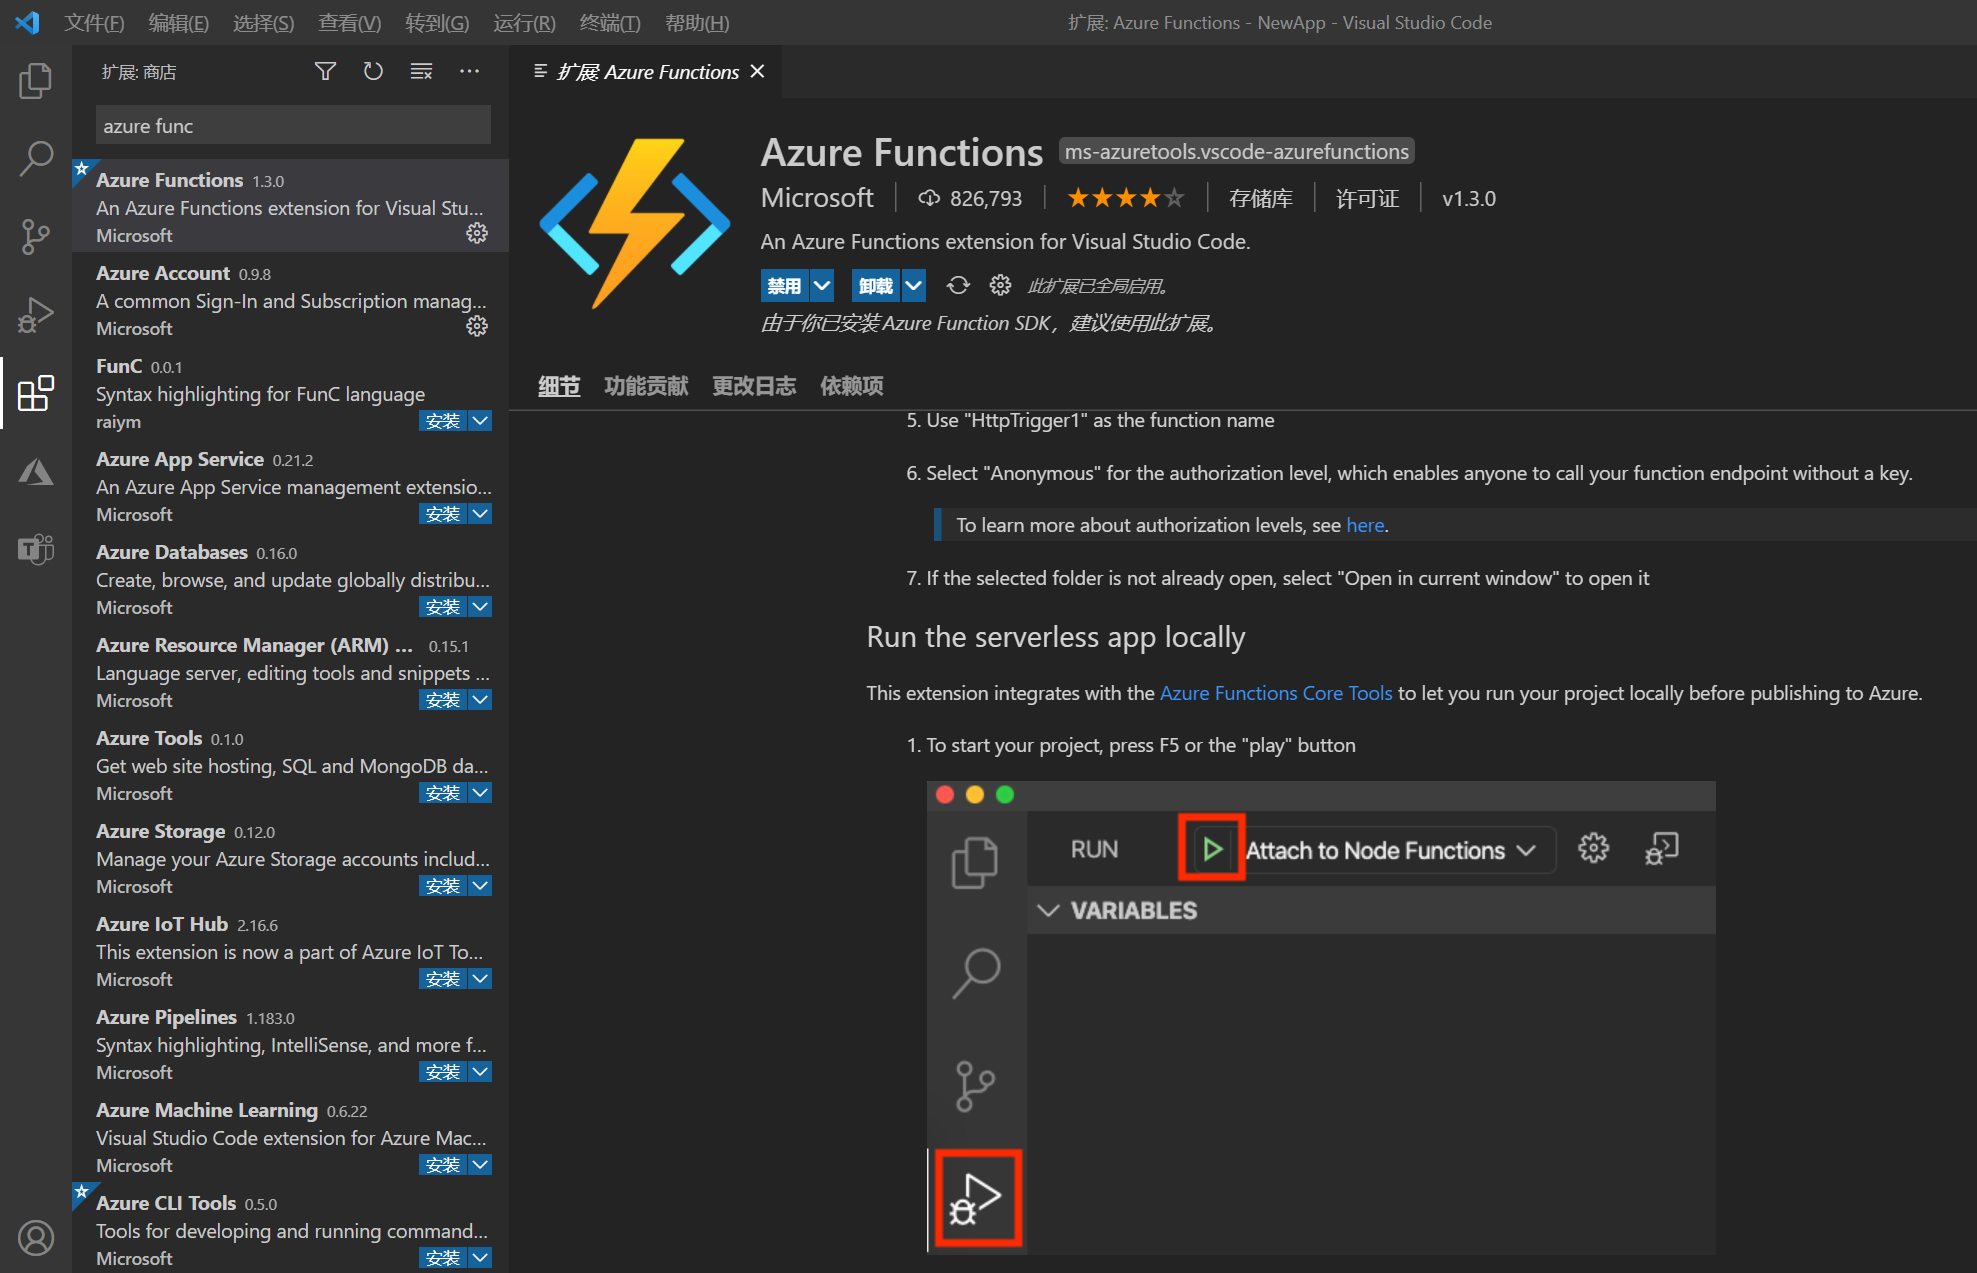 文件(F) 编辑(E) 选择(S) 查看(V) 转到(G) 运行(R) 终端(T) 帮助(H) 扩展: Azure Functions - NewApp - Visual Studio Code
扩展: 商店
azure func
Azure Functions 1.3.0
An Azure Functions extension for Visual Stu...
Microsoft
Azure Account 0.9.8
A common Sign-In and Subscription manag...
Microsoft
FunC 0.0.1
Syntax highlighting for FunC language
raiym 安装
Azure App Service 0.21.2
An Azure App Service management extensio...
Microsoft 安装
Azure Databases 0.16.0
Create, browse, and update globally distribu...
Microsoft 安装
Azure Resource Manager (ARM) ... 0.15.1
Language server, editing tools and snippets ...
Microsoft 安装
Azure Tools 0.1.0
Get web site hosting, SQL and MongoDB da...
Microsoft 安装
Azure Storage 0.12.0
Manage your Azure Storage accounts includ...
Microsoft 安装
Azure IoT Hub 2.16.6
This extension is now a part of Azure IoT To...
Microsoft 安装
Azure Pipelines 1.183.0
Syntax highlighting, IntelliSense, and more f...
Microsoft 安装
Azure Machine Learning 0.6.22
Visual Studio Code extension for Azure Mac...
Microsoft 安装
Azure CLI Tools 0.5.0
Tools for developing and running command...
Microsoft 安装
扩展 Azure Functions
Azure Functions ms-azuretools.vscode-azurefunctions
Microsoft 826,793 存储库 许可证 v1.3.0
An Azure Functions extension for Visual Studio Code.
禁用 卸载 此扩展已全局启用。
由于你已安装 Azure Function SDK，建议使用此扩展。
细节 功能贡献 更改日志 依赖项
5. Use "HttpTrigger1" as the function name
6. Select "Anonymous" for the authorization level, which enables anyone to call your function endpoint without a key.
To learn more about authorization levels, see here.
7. If the selected folder is not already open, select "Open in current window" to open it
Run the serverless app locally
This extension integrates with the Azure Functions Core Tools to let you run your project locally before publishing to Azure.
1. To start your project, press F5 or the "play" button
RUN Attach to Node Functions
VARIABLES